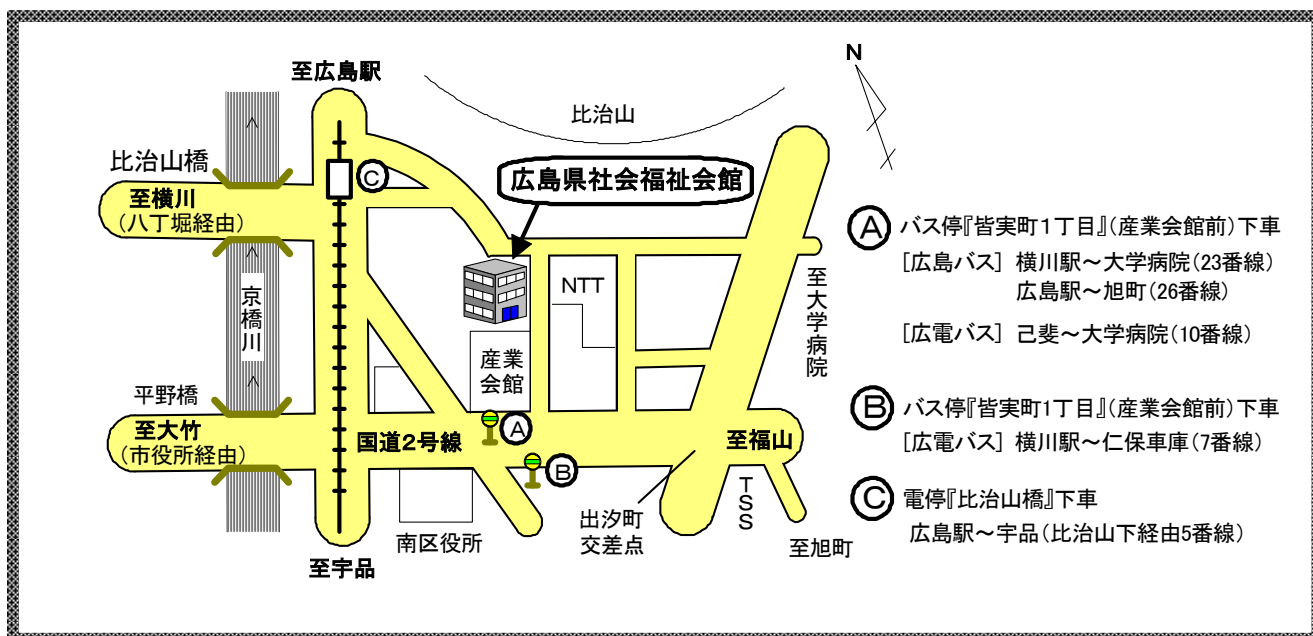 至広島駅
比治山
N
比治山橋
C
広島県社会福祉会館
至横川
(八丁堀経由)
京橋川
NTT
至大学病院
産業
会館
平野橋
至大竹
(市役所経由)
国道2号線
A
B
至福山
南区役所
出汐町
交差点
TSS
至旭町
至宇品
A バス停『皆実町1丁目』(産業会館前)下車
[広島バス] 横川駅~大学病院(23番線)
広島駅~旭町(26番線)
[広電バス] 己斐~大学病院(10番線)
B バス停『皆実町1丁目』(産業会館前)下車
[広電バス] 横川駅~仁保車庫(7番線)
C 電停『比治山橋』下車
広島駅~宇品(比治山下経由5番線)